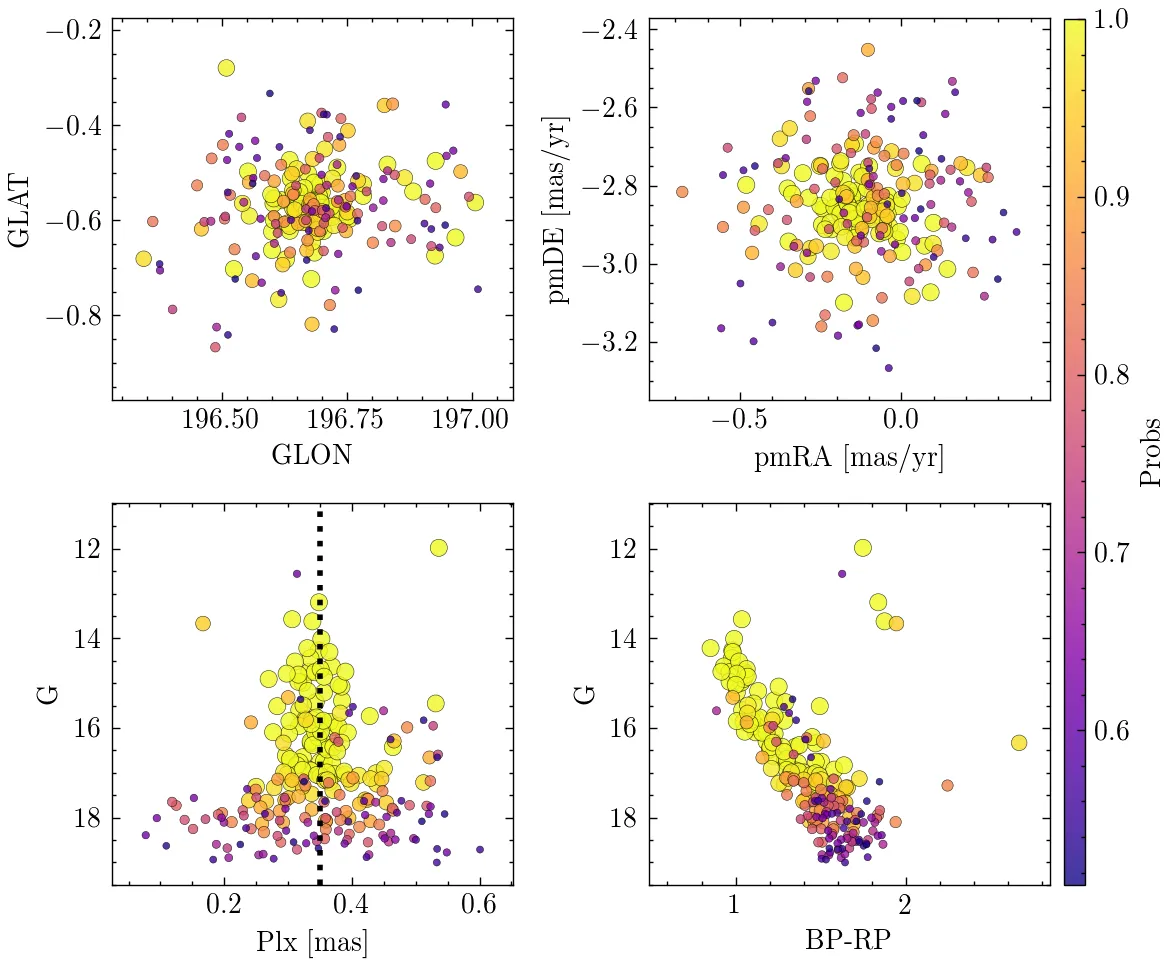 −0.2
−0.4
−0.6
−0.8
GLAT
196.50 196.75 197.00
GLON
−2.4
−2.6
−2.8
−3.0
−3.2
pmDE [mas/yr]
−0.5 0.0
pmRA [mas/yr]
12
14
16
18
G
0.2 0.4 0.6
Plx [mas]
12
14
16
18
G
1 2
BP-RP
1.0
0.9
0.8
0.7
0.6
Probs